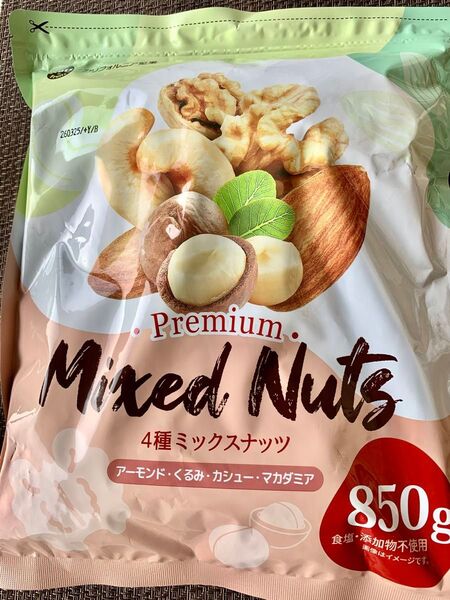 260325/+Y/B
Premium
Mixed Nuts
4種ミックスナッツ
アーモンド・くるみ・カシュー・マカダミア
850g
食塩・添加物不使用
画像はイメージです。